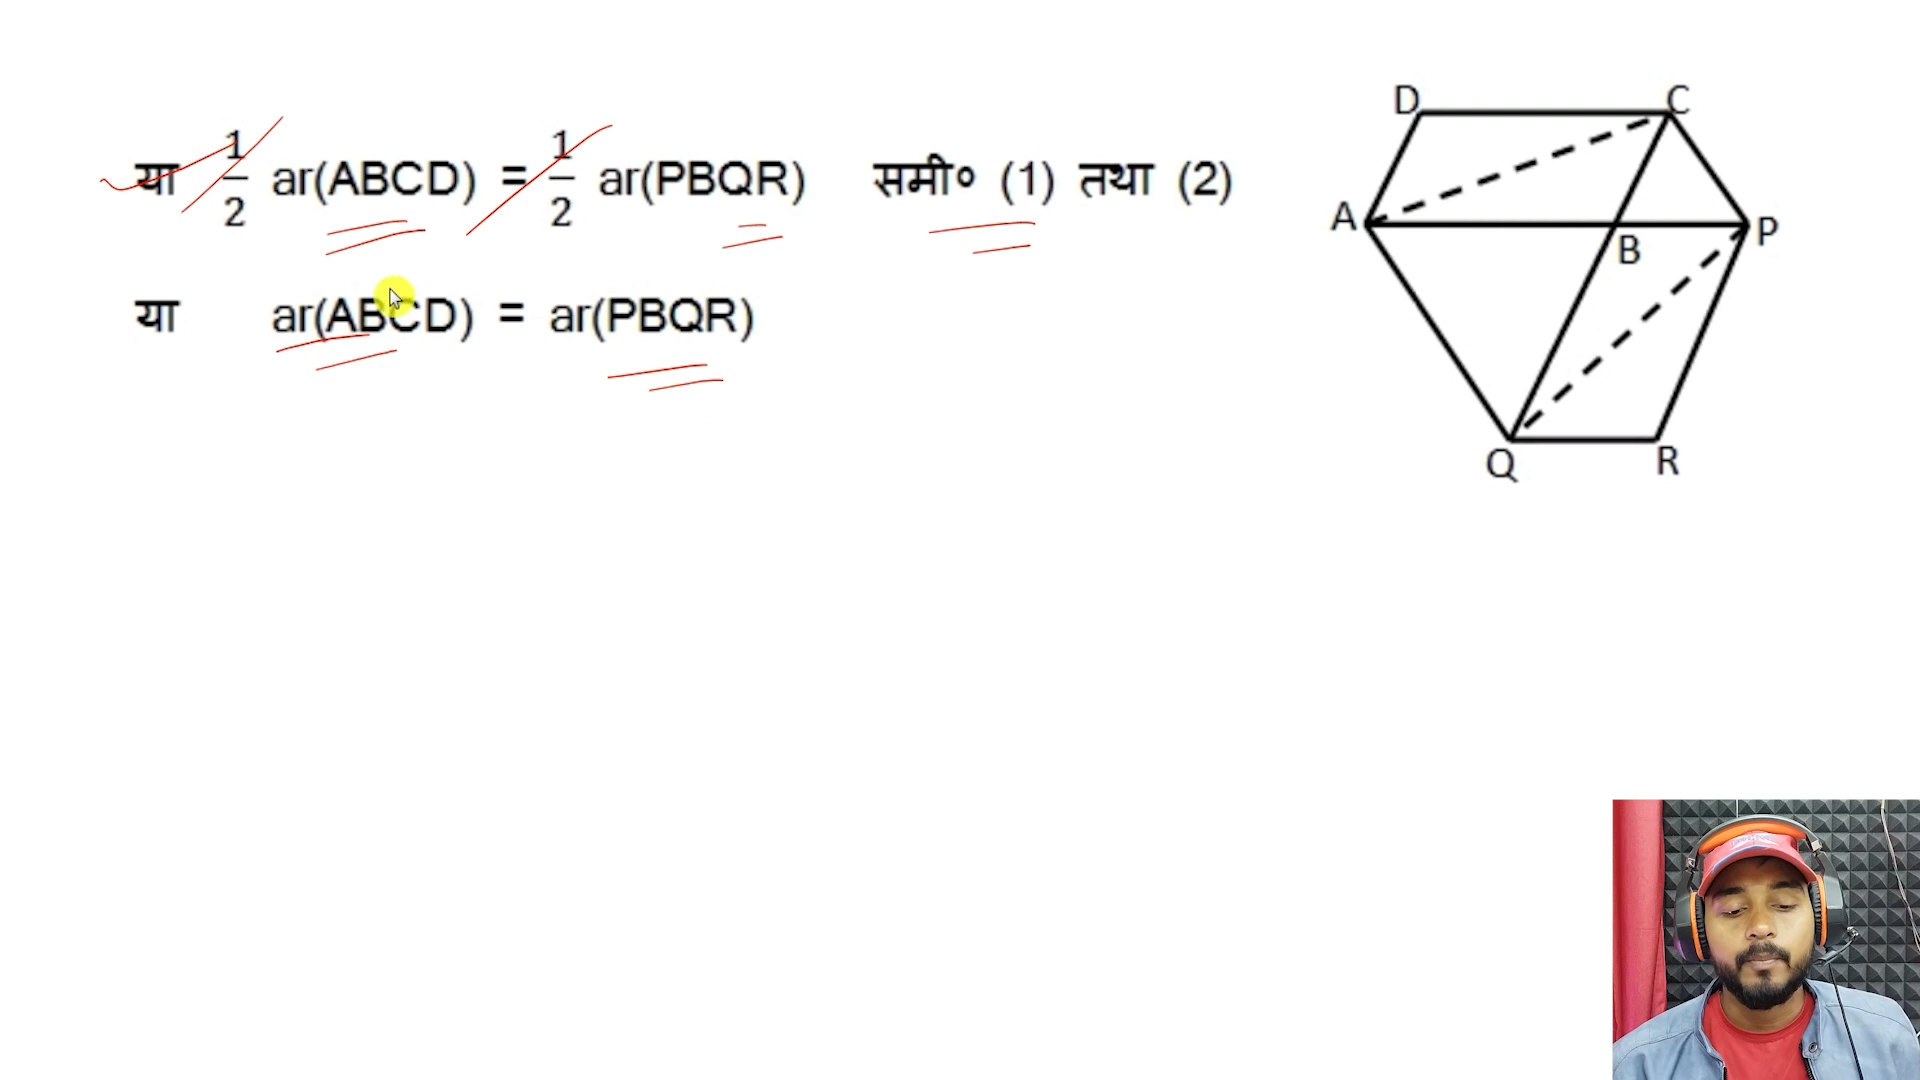 या 1/2 ar(ABCD) = 1/2 ar(PBQR) समी० (1) तथा (2)
या ar(ABCD) = ar(PBQR)
D
C
A
B
P
Q
R